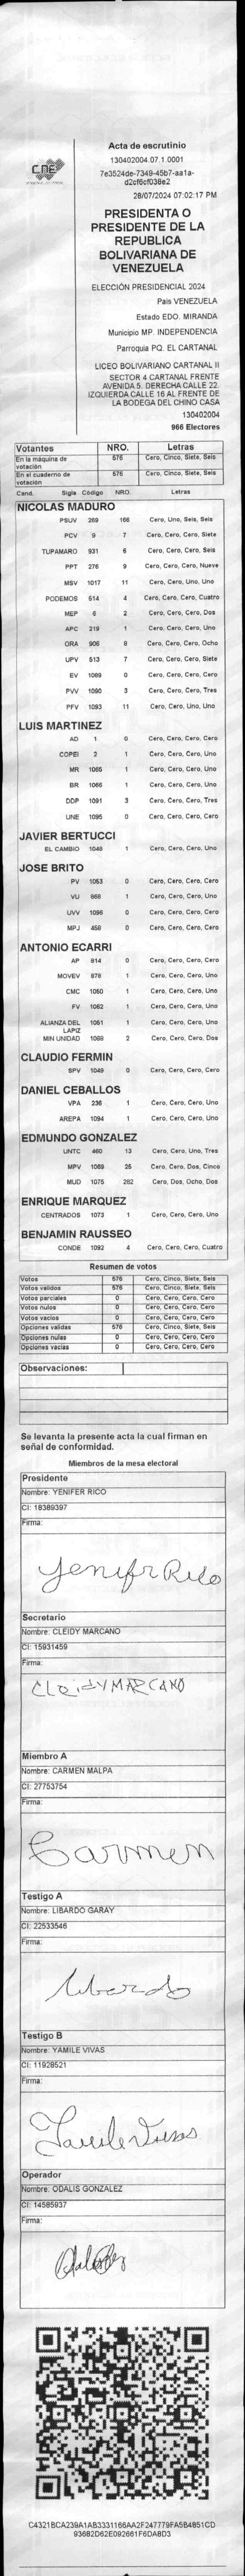 CNE
Acta de escrutinio
130402004.07.1.0001
7e3524de-7349-45b7-aa1a-
d2cf6cf038e2
28/07/2024 07:02:17 PM
PRESIDENTA O
PRESIDENTE DE LA
REPUBLICA
BOLIVARIANA DE
VENEZUELA
ELECCIÓN PRESIDENCIAL 2024
Pais VENEZUELA
Estado EDO. MIRANDA
Municipio MP. INDEPENDENCIA
Parroquia PQ. EL CARTANAL
LICEO BOLIVARIANO CARTANAL II
SECTOR 4 CARTANAL FRENTE
AVENIDA 5. DERECHA CALLE 22.
IZQUIERDA CALLE 16 AL FRENTE DE
LA BODEGA DEL CHINO CASA
130402004
966 Electores
Votantes NRO. Letras
En la máquina de votación 576 Cero, Cinco, Siete, Seis
En el cuaderno de votación 576 Cero, Cinco, Siete, Seis
Cand. Sigla Código NRO. Letras
NICOLAS MADURO
PSUV 269 166 Cero, Uno, Seis, Seis
PCV 9 7 Cero, Cero, Cero, Siete
TUPAMARO 931 6 Cero, Cero, Cero, Seis
PPT 276 9 Cero, Cero, Cero, Nueve
MSV 1017 11 Cero, Cero, Uno, Uno
PODEMOS 514 4 Cero, Cero, Cero, Cuatro
MEP 6 2 Cero, Cero, Cero, Dos
APC 219 1 Cero, Cero, Cero, Uno
ORA 906 8 Cero, Cero, Cero, Ocho
UPV 513 7 Cero, Cero, Cero, Siete
EV 1089 0 Cero, Cero, Cero, Cero
PVV 1090 3 Cero, Cero, Cero, Tres
PFV 1093 11 Cero, Cero, Uno, Uno
LUIS MARTINEZ
AD 1 0 Cero, Cero, Cero, Cero
COPEI 2 1 Cero, Cero, Cero, Uno
MR 1065 1 Cero, Cero, Cero, Uno
BR 1066 1 Cero, Cero, Cero, Uno
DDP 1091 3 Cero, Cero, Cero, Tres
UNE 1095 0 Cero, Cero, Cero, Cero
JAVIER BERTUCCI
EL CAMBIO 1048 1 Cero, Cero, Cero, Uno
JOSE BRITO
PV 1053 0 Cero, Cero, Cero, Cero
VU 868 1 Cero, Cero, Cero, Uno
UVV 1096 0 Cero, Cero, Cero, Cero
MPJ 458 0 Cero, Cero, Cero, Cero
ANTONIO ECARRI
AP 814 0 Cero, Cero, Cero, Cero
MOVEV 878 1 Cero, Cero, Cero, Uno
CMC 1050 1 Cero, Cero, Cero, Uno
FV 1062 1 Cero, Cero, Cero, Uno
ALIANZA DEL LAPIZ 1051 1 Cero, Cero, Cero, Uno
MIN UNIDAD 1068 2 Cero, Cero, Cero, Dos
CLAUDIO FERMIN
SPV 1049 0 Cero, Cero, Cero, Cero
DANIEL CEBALLOS
VPA 236 1 Cero, Cero, Cero, Uno
AREPA 1094 1 Cero, Cero, Cero, Uno
EDMUNDO GONZALEZ
UNTC 460 13 Cero, Cero, Uno, Tres
MPV 1069 25 Cero, Cero, Dos, Cinco
MUD 1075 282 Cero, Dos, Ocho, Dos
ENRIQUE MARQUEZ
CENTRADOS 1073 1 Cero, Cero, Cero, Uno
BENJAMIN RAUSSEO
CONDE 1092 4 Cero, Cero, Cero, Cuatro
Resumen de votos
Votos 576 Cero, Cinco, Siete, Seis
Votos validos 576 Cero, Cinco, Siete, Seis
Votos parciales 0 Cero, Cero, Cero, Cero
Votos nulos 0 Cero, Cero, Cero, Cero
Votos vacios 0 Cero, Cero, Cero, Cero
Opciones validas 576 Cero, Cinco, Siete, Seis
Opciones nulas 0 Cero, Cero, Cero, Cero
Opciones vacias 0 Cero, Cero, Cero, Cero
Observaciones:
Se levanta la presente acta la cual firman en
señal de conformidad.
Miembros de la mesa electoral
Presidente
Nombre: YENIFER RICO
CI: 18389397
Firma:
Yenifr Rico
Secretario
Nombre: CLEIDY MARCANO
CI: 15931459
Firma:
CLeidYMARCANO
Miembro A
Nombre: CARMEN MALPA
CI: 27753754
Firma:
Carmen
Testigo A
Nombre: LIBARDO GARAY
CI: 22533546
Firma:
Libardo
Testigo B
Nombre: YAMILE VIVAS
CI: 11928521
Firma:
Yamile Vivas
Operador
Nombre: ODALIS GONZALEZ
CI: 14585937
Firma:
C4321BCA239A1AB3331166AA2F247779FA5B4851CD
93682D62E092661F6DA8D3